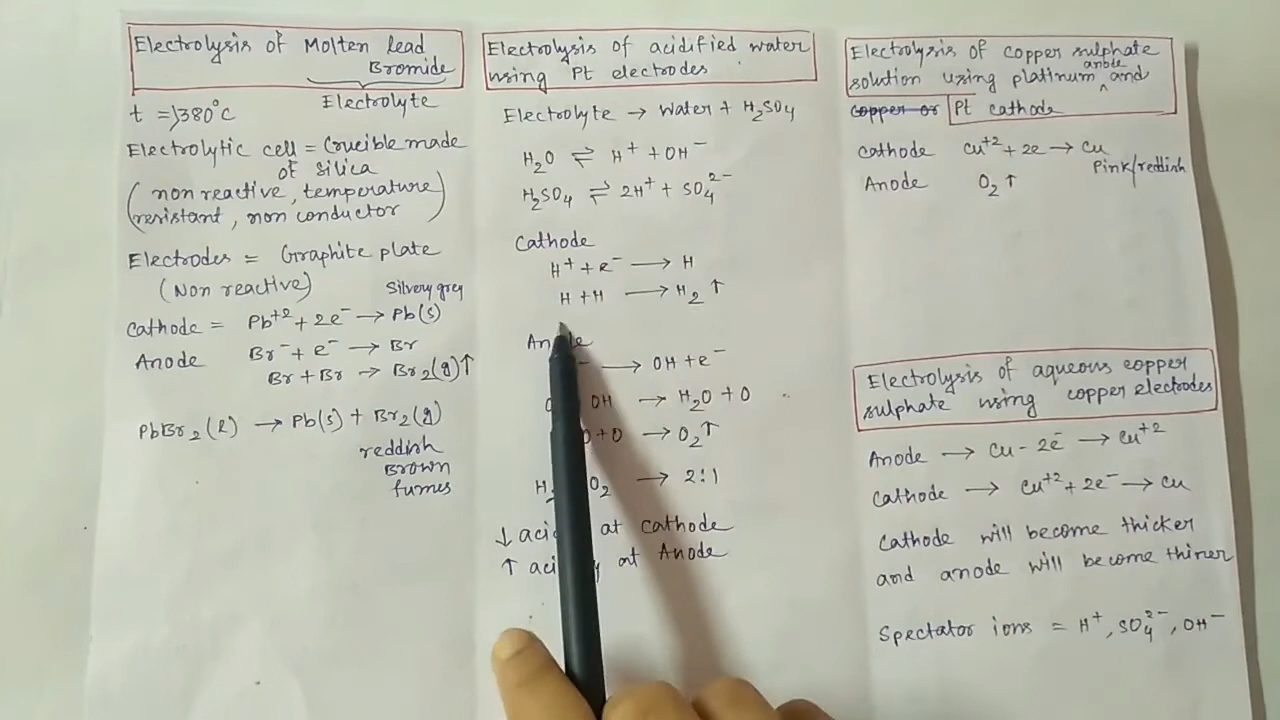 Electrolysis of Molten lead
Bromide
Electrolyte
t = >380°C
Electrolytic cell = Crucible made
of silica
(non reactive, temperature
resistant, non conductor)
Electrodes = Graphite plate
(Non reactive)
Silvery grey
Cathode = Pb⁺² + 2e⁻ → Pb(s)
Anode Br⁻ + e⁻ → Br
Br + Br → Br₂(g)↑
PbBr₂(l) → Pb(s) + Br₂(g)
reddish
Brown
fumes
Electrolysis of acidified water
using Pt electrodes
Electrolyte → water + H₂SO₄
H₂O ⇌ H⁺ + OH⁻
H₂SO₄ ⇌ 2H⁺ + SO₄²⁻
Cathode
H⁺ + e⁻ → H
H + H → H₂↑
Anode
⁻ → OH + e⁻
OH → H₂O + O
O + O → O₂↑
H₂ O₂ → 2:1
↓ at cathode
↑ at Anode
Electrolysis of copper sulphate
solution using platinum anode and
copper or Pt cathode
Cathode Cu⁺² + 2e → Cu
Pink/reddish
Anode O₂↑
Electrolysis of aqueous copper
sulphate using copper electrodes
Anode → Cu - 2e⁻ → Cu⁺²
Cathode → Cu⁺² + 2e⁻ → Cu
Cathode will become thicker
and anode will become thiner
Spectator ions = H⁺, SO₄²⁻, OH⁻